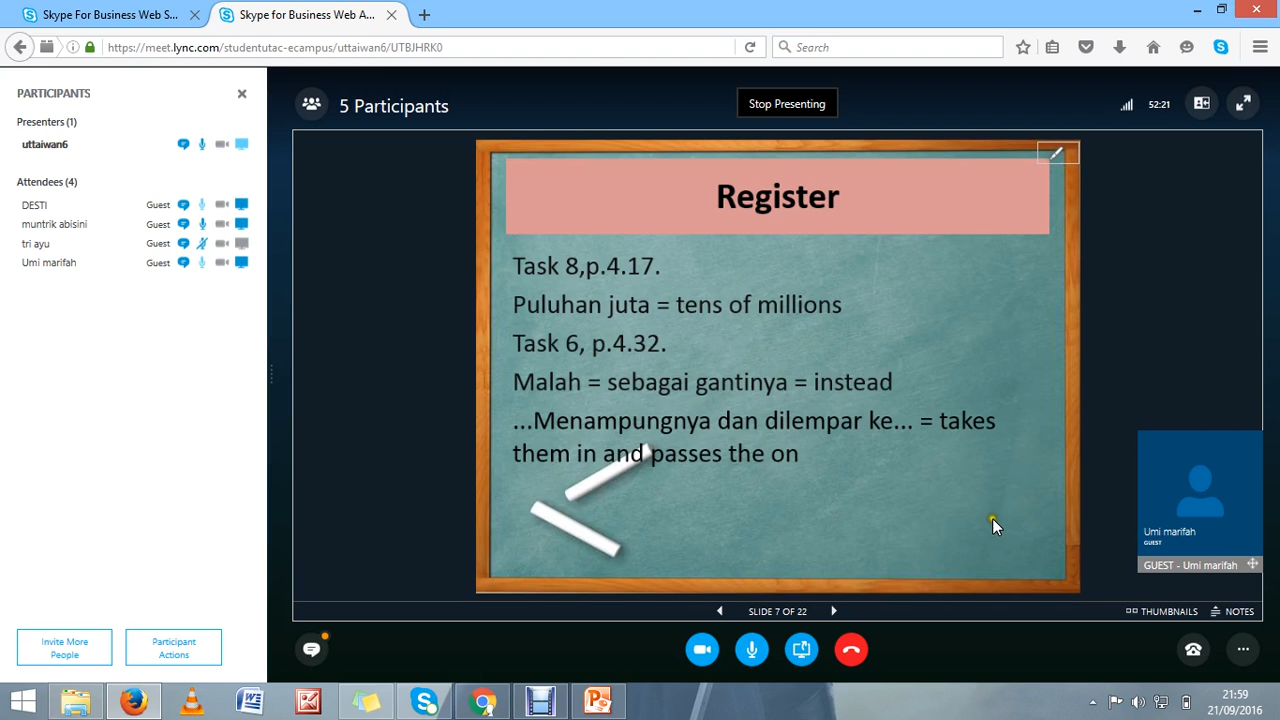 Skype For Business Web S...
Skype for Business Web A...
https://meet.lync.com/studentutac-ecampus/uttaiwan6/UTBJHRK0
Search
PARTICIPANTS
Presenters (1)
uttaiwan6
Attendees (4)
DESTI Guest
muntrik abisini Guest
tri ayu Guest
Umi marifah Guest
Invite More
People
Participant
Actions
5 Participants
Stop Presenting
52:21
Register
Task 8,p.4.17.
Puluhan juta = tens of millions
Task 6, p.4.32.
Malah = sebagai gantinya = instead
...Menampungnya dan dilempar ke... = takes
them in and passes the on
Umi marifah
GUEST
GUEST - Umi marifah
SLIDE 7 OF 22
THUMBNAILS
NOTES
21:59
21/09/2016